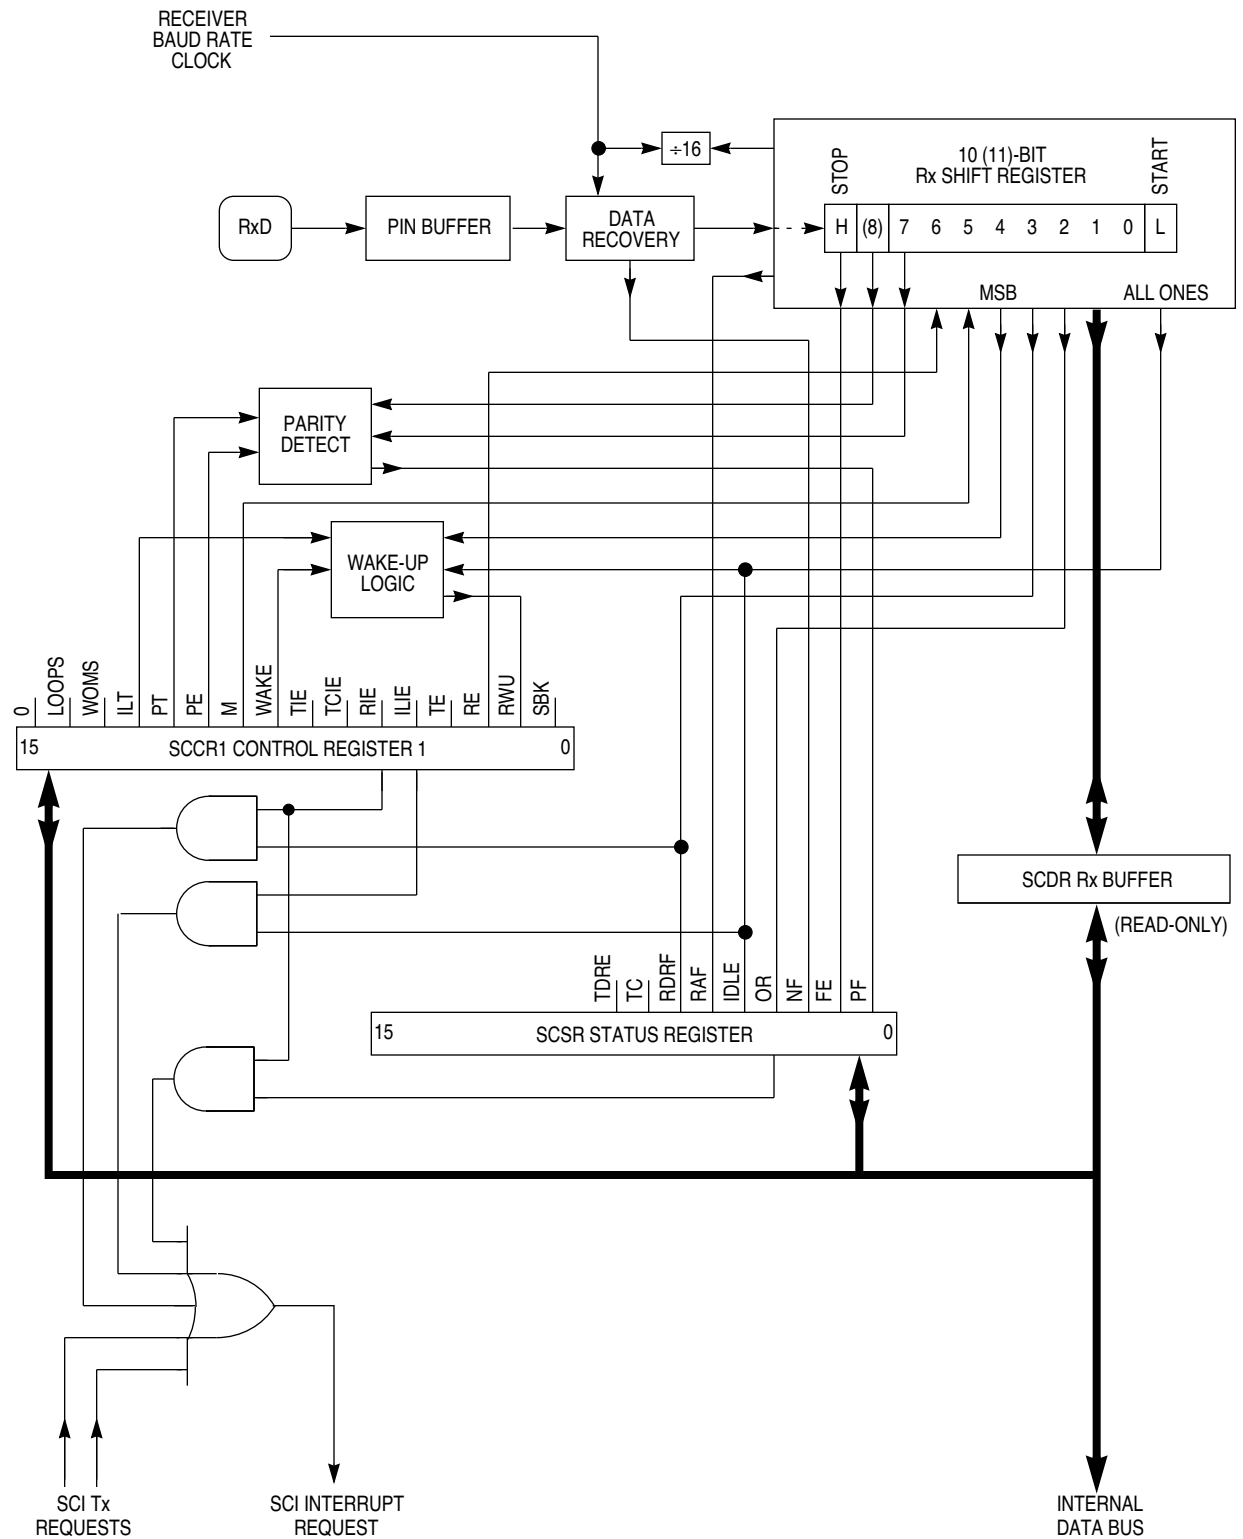 RECEIVER
BAUD RATE
CLOCK
÷16
STOP
10 (11)-BIT
Rx SHIFT REGISTER
START
RxD
PIN BUFFER
DATA
RECOVERY
H (8) 7 6 5 4 3 2 1 0 L
MSB
ALL ONES
PARITY
DETECT
WAKE-UP
LOGIC
0
LOOPS
WOMS
ILT
PT
PE
M
WAKE
TIE
TCIE
RIE
ILIE
TE
RE
RWU
SBK
15 SCCR1 CONTROL REGISTER 1 0
SCDR Rx BUFFER
(READ-ONLY)
TDRE
TC
RDRF
RAF
IDLE
OR
NF
FE
PF
15 SCSR STATUS REGISTER 0
SCI Tx
REQUESTS
SCI INTERRUPT
REQUEST
INTERNAL
DATA BUS